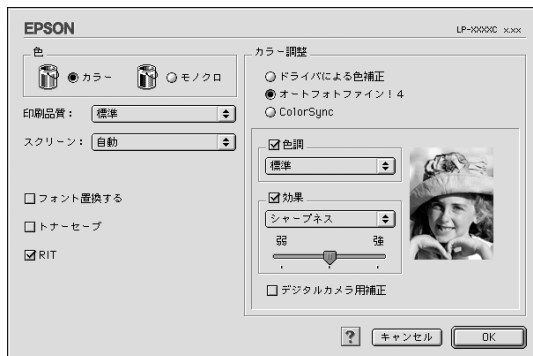 EPSON
LP-XXXXC x.xx
色
カラー
モノクロ
印刷品質： 標準
スクリーン： 自動
フォント置換する
トナーセーブ
RIT
カラー調整
ドライバによる色補正
オートフォトファイン！4
ColorSync
色調
標準
効果
シャープネス
弱 強
デジタルカメラ用補正
? キャンセル OK